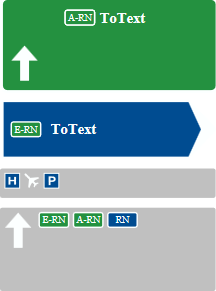 A-RN ToText
E-RN ToText
H P
E-RN A-RN RN